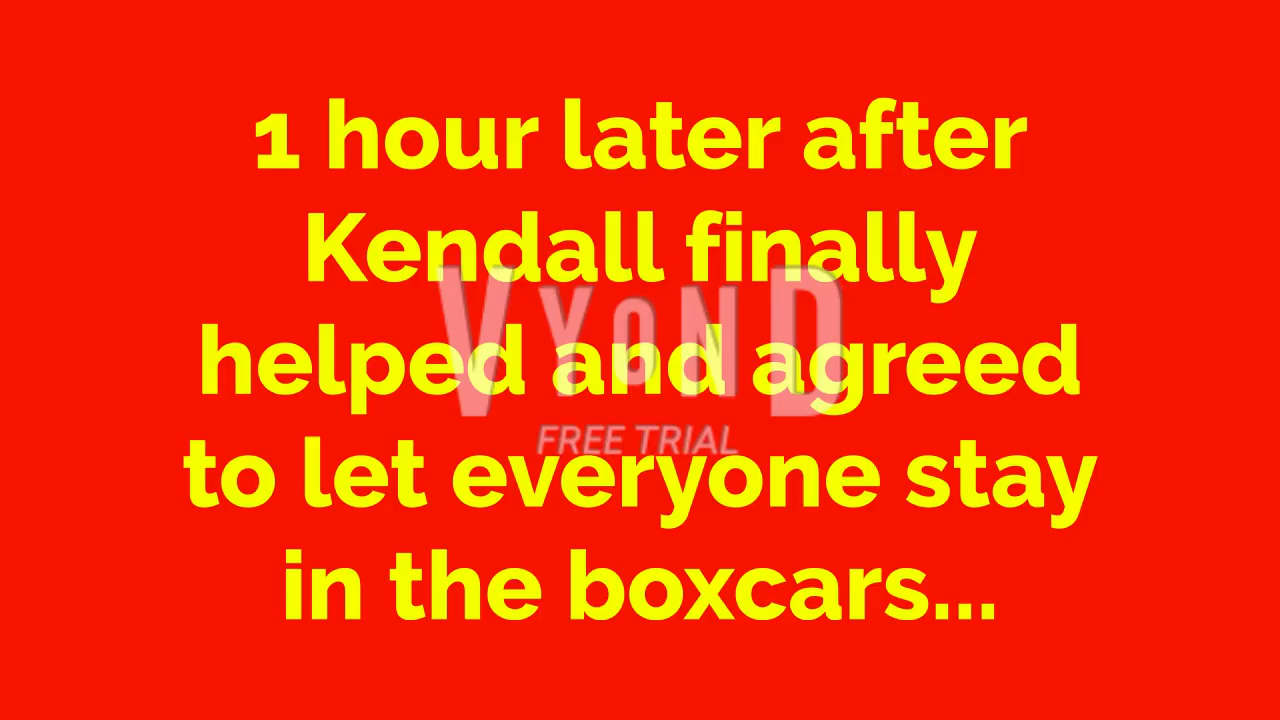 1 hour later after
Kendall finally
helped and agreed
to let everyone stay
in the boxcars...
VYOND
FREE TRIAL